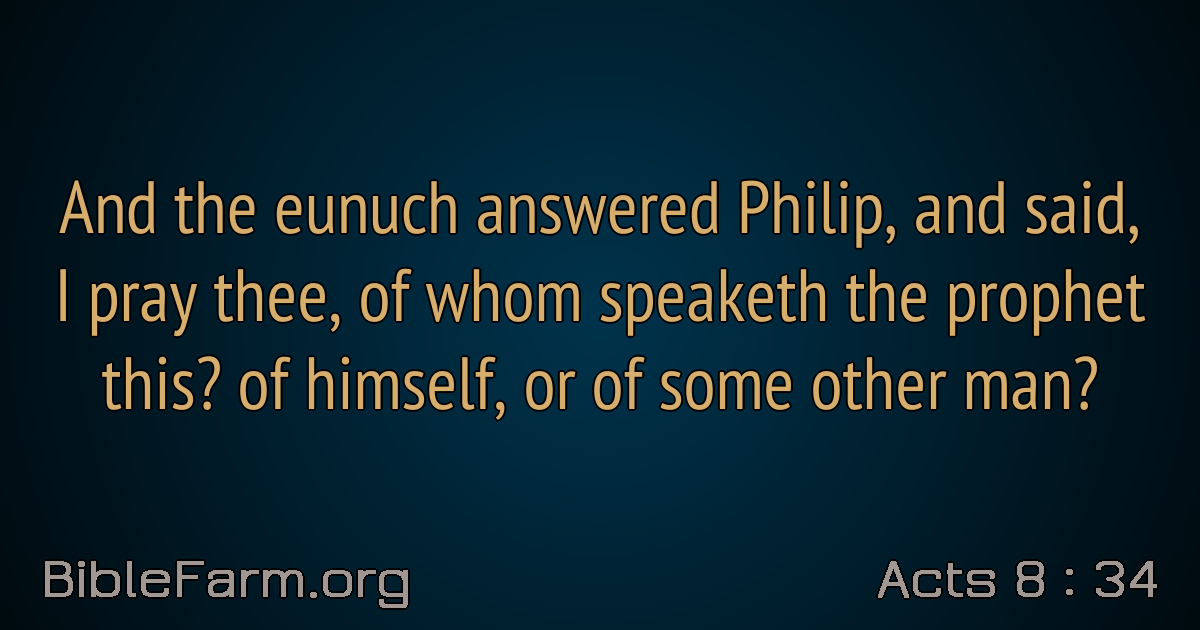 And the eunuch answered Philip, and said,
I pray thee, of whom speaketh the prophet
this? of himself, or of some other man?
BibleFarm.org
Acts 8 : 34